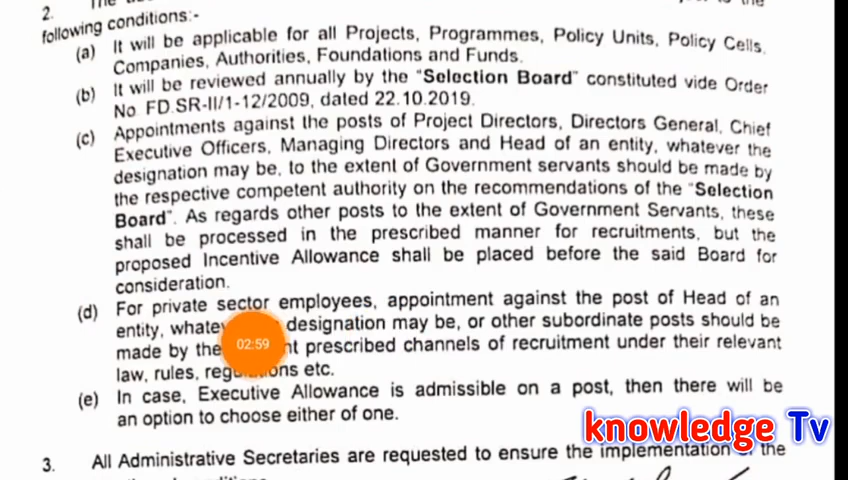 2.
following conditions:-
(a) It will be applicable for all Projects, Programmes, Policy Units, Policy Cells,
Companies, Authorities, Foundations and Funds.
(b) It will be reviewed annually by the "Selection Board" constituted vide Order
No FD.SR-II/1-12/2009, dated 22.10.2019.
(c) Appointments against the posts of Project Directors, Directors General, Chief
Executive Officers, Managing Directors and Head of an entity, whatever the
designation may be, to the extent of Government servants should be made by
the respective competent authority on the recommendations of the "Selection
Board". As regards other posts to the extent of Government Servants, these
shall be processed in the prescribed manner for recruitments, but the
proposed Incentive Allowance shall be placed before the said Board for
consideration.
(d) For private sector employees, appointment against the post of Head of an
entity, designation may be, or other subordinate posts should be
made by the prescribed channels of recruitment under their relevant
law, rules, etc.
(e) In case, Executive Allowance is admissible on a post, then there will be
an option to choose either of one.
3. All Administrative Secretaries are requested to ensure the implementation of the
02:59
knowledge Tv